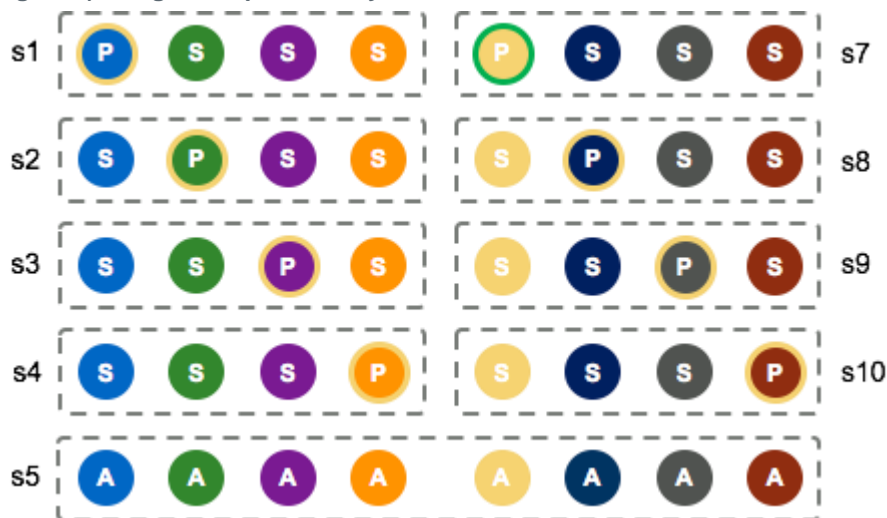 s1 P S S S P S S S s7
s2 S P S S S P S S s8
s3 S S P S S S P S s9
s4 S S S P S S S P s10
s5 A A A A A A A A